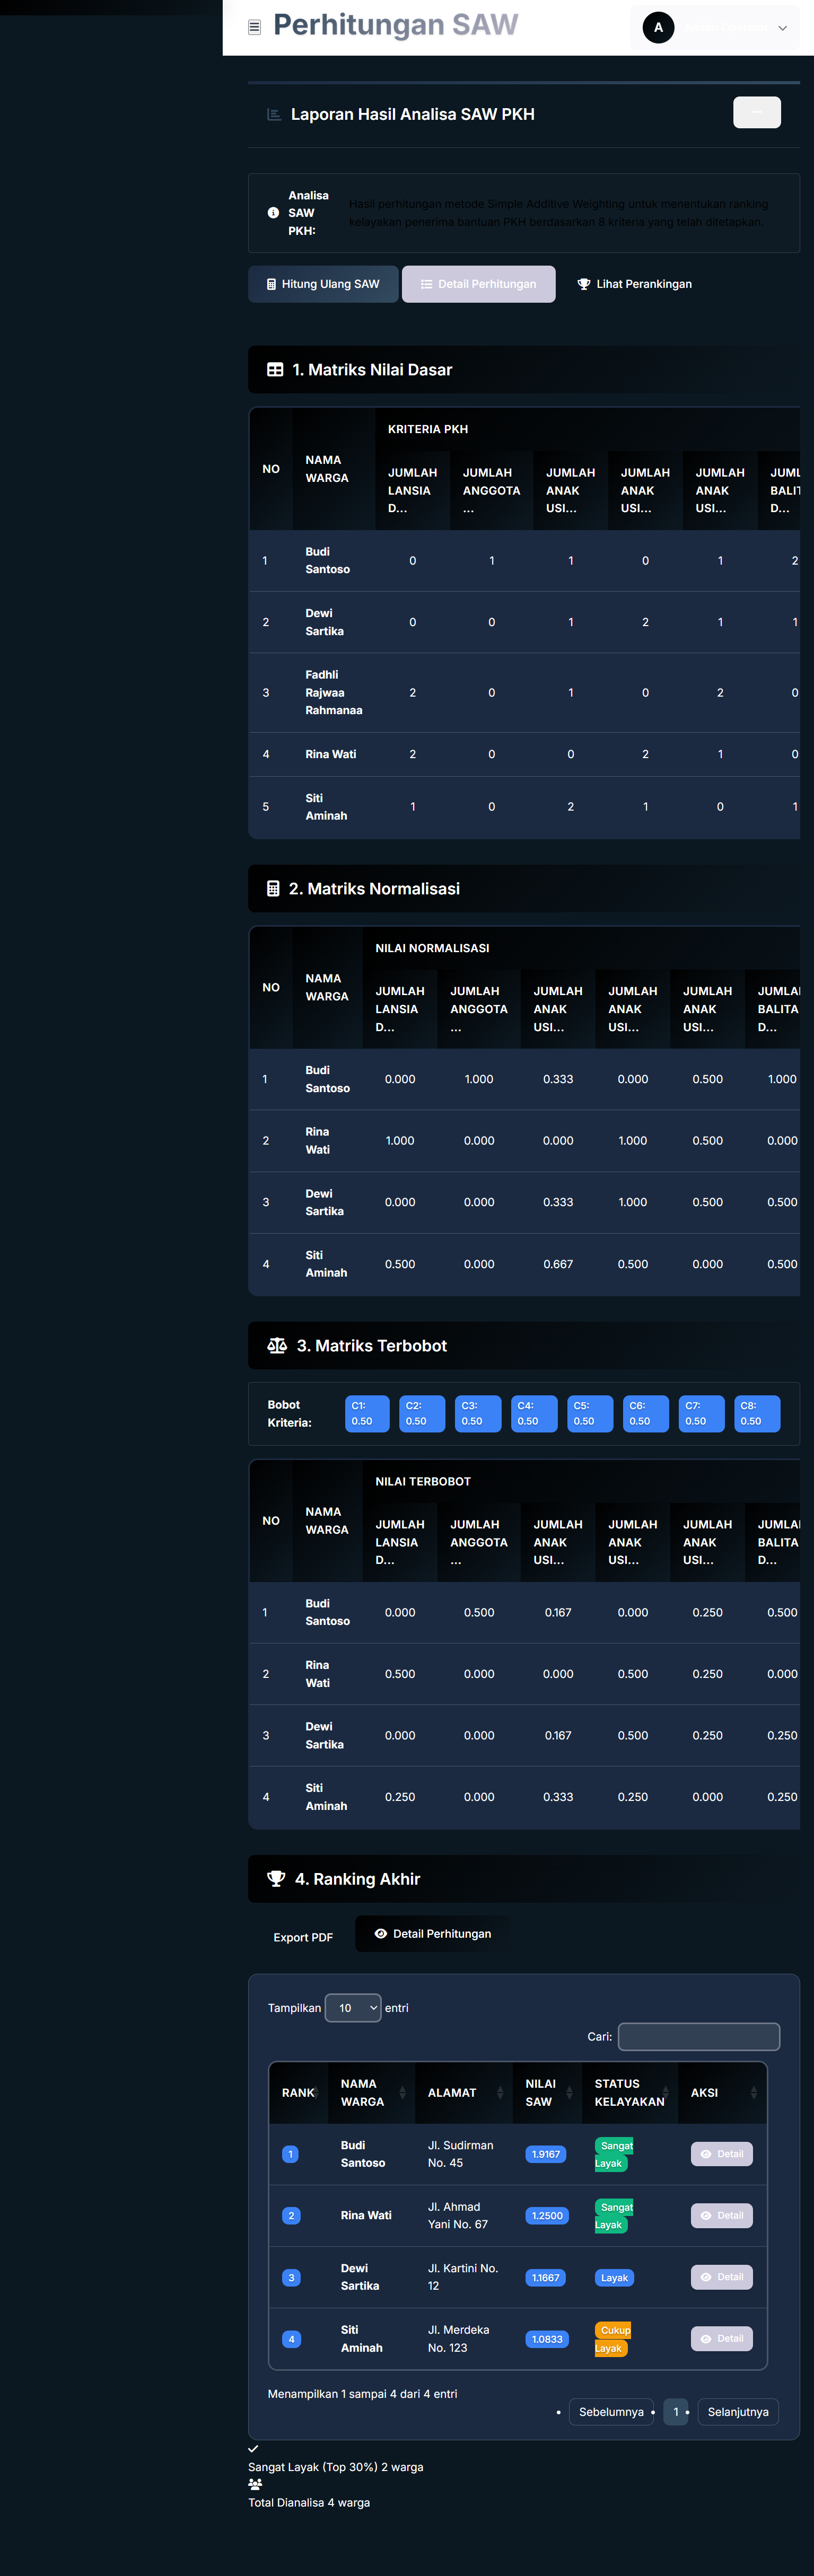 Perhitungan SAW
A
Laporan Hasil Analisa SAW PKH
Analisa
SAW
PKH:
Hasil perhitungan metode Simple Additive Weighting untuk menentukan ranking
kelayakan penerima bantuan PKH berdasarkan 8 kriteria yang telah ditetapkan.
Hitung Ulang SAW
Detail Perhitungan
Lihat Perankingan
1. Matriks Nilai Dasar
NO
NAMA
WARGA
KRITERIA PKH
JUMLAH
LANSIA
D...
JUMLAH
ANGGOTA
...
JUMLAH
ANAK
USI...
JUMLAH
ANAK
USI...
JUMLAH
ANAK
USI...
JUML
BALIT
D...
1 Budi Santoso 0 1 1 0 1 2
2 Dewi Sartika 0 0 1 2 1 1
3 Fadhli Rajwaa Rahmanaa 2 0 1 0 2 0
4 Rina Wati 2 0 0 2 1 0
5 Siti Aminah 1 0 2 1 0 1
2. Matriks Normalisasi
NO
NAMA
WARGA
NILAI NORMALISASI
JUMLAH
LANSIA
D...
JUMLAH
ANGGOTA
...
JUMLAH
ANAK
USI...
JUMLAH
ANAK
USI...
JUMLAH
ANAK
USI...
JUMLA
BALITA
D...
1 Budi Santoso 0.000 1.000 0.333 0.000 0.500 1.000
2 Rina Wati 1.000 0.000 0.000 1.000 0.500 0.000
3 Dewi Sartika 0.000 0.000 0.333 1.000 0.500 0.500
4 Siti Aminah 0.500 0.000 0.667 0.500 0.000 0.500
3. Matriks Terbobot
Bobot
Kriteria:
C1: 0.50
C2: 0.50
C3: 0.50
C4: 0.50
C5: 0.50
C6: 0.50
C7: 0.50
C8: 0.50
NO
NAMA
WARGA
NILAI TERBOBOT
JUMLAH
LANSIA
D...
JUMLAH
ANGGOTA
...
JUMLAH
ANAK
USI...
JUMLAH
ANAK
USI...
JUMLAH
ANAK
USI...
JUMLA
BALITA
D...
1 Budi Santoso 0.000 0.500 0.167 0.000 0.250 0.500
2 Rina Wati 0.500 0.000 0.000 0.500 0.250 0.000
3 Dewi Sartika 0.000 0.000 0.167 0.500 0.250 0.250
4 Siti Aminah 0.250 0.000 0.333 0.250 0.000 0.250
4. Ranking Akhir
Export PDF
Detail Perhitungan
Tampilkan 10 entri
Cari:
RANK
NAMA
WARGA
ALAMAT
NILAI
SAW
STATUS
KELAYAKAN
AKSI
1 Budi Santoso Jl. Sudirman No. 45 1.9167 Sangat Layak Detail
2 Rina Wati Jl. Ahmad Yani No. 67 1.2500 Sangat Layak Detail
3 Dewi Sartika Jl. Kartini No. 12 1.1667 Layak Detail
4 Siti Aminah Jl. Merdeka No. 123 1.0833 Cukup Layak Detail
Menampilkan 1 sampai 4 dari 4 entri
Sebelumnya
1
Selanjutnya
Sangat Layak (Top 30%) 2 warga
Total Dianalisa 4 warga